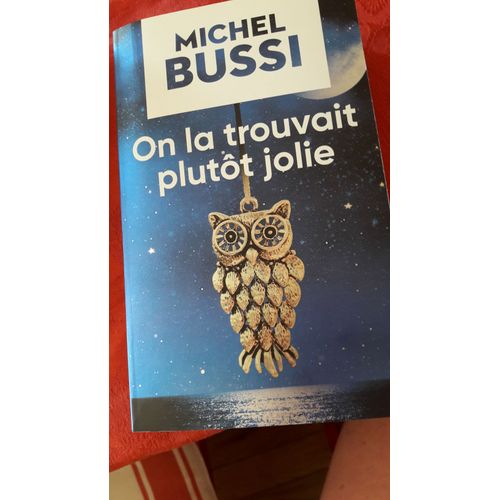 MICHEL
BUSSI
On la trouvait
plutôt jolie